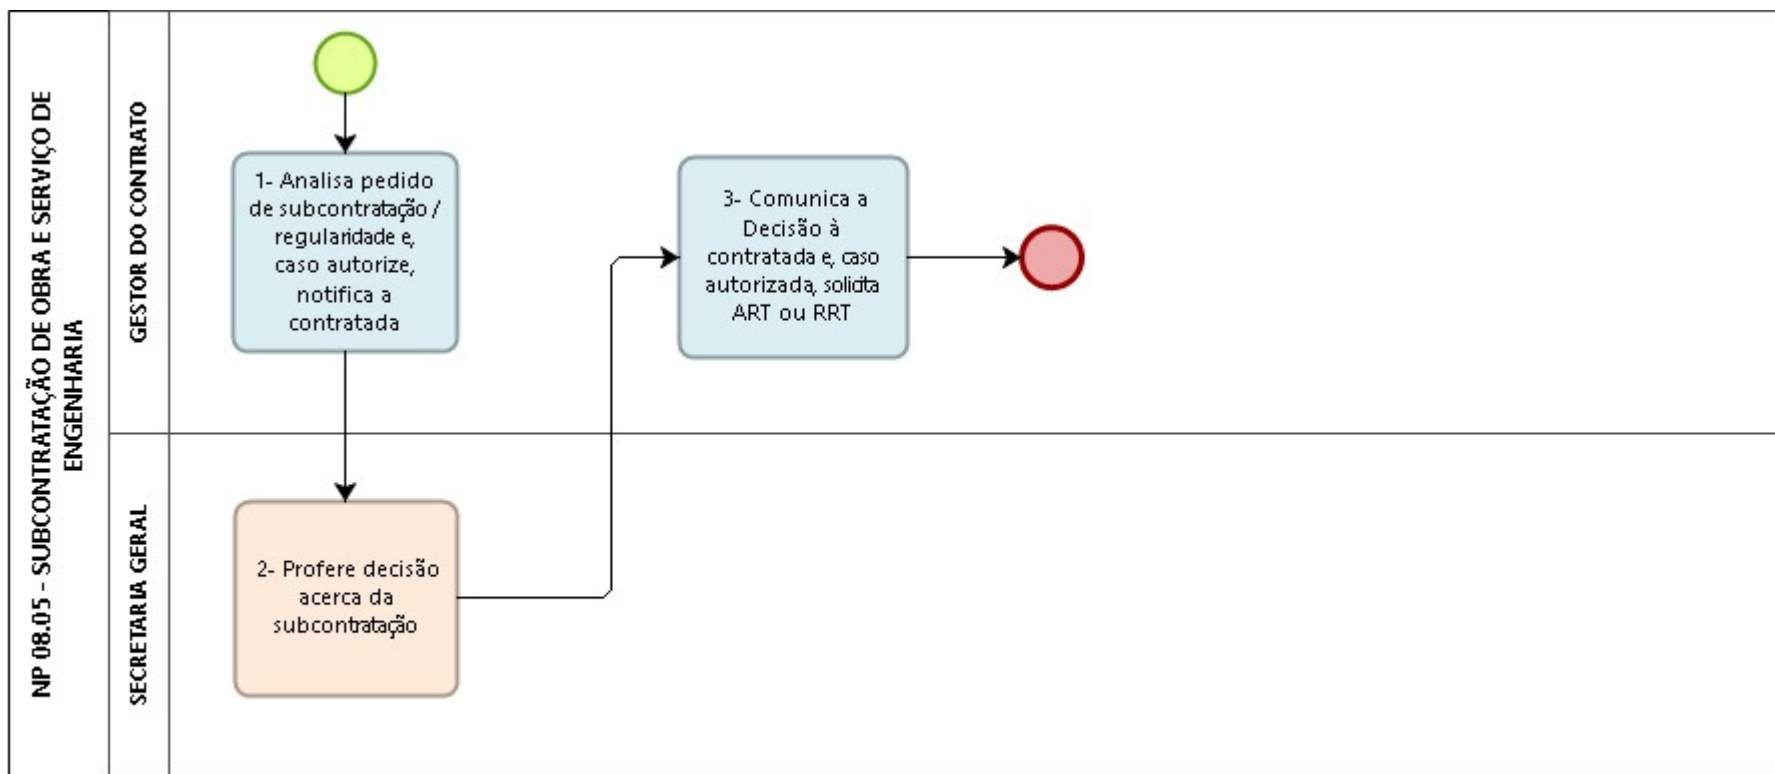 NP 08.05 - SUBCONTRATAÇÃO DE OBRA E SERVIÇO DE
ENGENHARIA
GESTOR DO CONTRATO
1- Analisa pedido
de subcontratação /
regularidade e,
caso autorize,
notifica a
contratada
3- Comunica a
Decisão à
contratada e, caso
autorizada, solicita
ART ou RRT
SECRETARIA GERAL
2- Profere decisão
acerca da
subcontratação